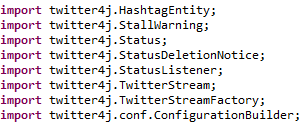 import twitter4j.HashtagEntity;
import twitter4j.StallWarning;
import twitter4j.Status;
import twitter4j.StatusDeletionNotice;
import twitter4j.StatusListener;
import twitter4j.TwitterStream;
import twitter4j.TwitterStreamFactory;
import twitter4j.conf.ConfigurationBuilder;